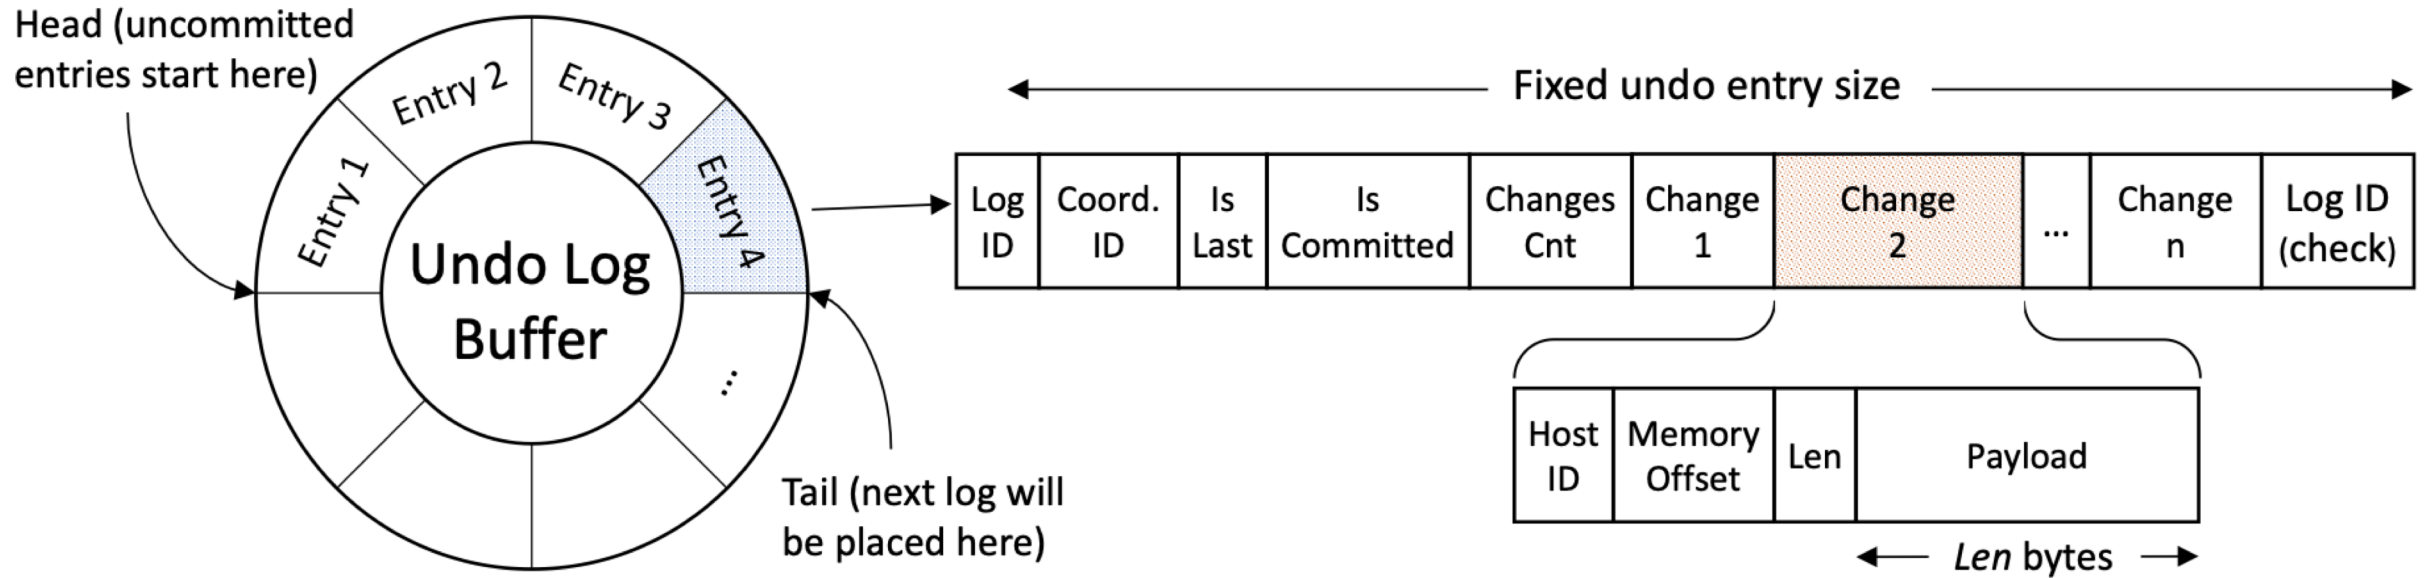 Head (uncommitted
entries start here)
Entry 1
Entry 2
Entry 3
Entry 4
...
Undo Log
Buffer
Tail (next log will
be placed here)
Fixed undo entry size
Log
ID
Coord.
ID
Is
Last
Is
Committed
Changes
Cnt
Change
1
Change
2
...
Change
n
Log ID
(check)
Host
ID
Memory
Offset
Len
Payload
Len bytes